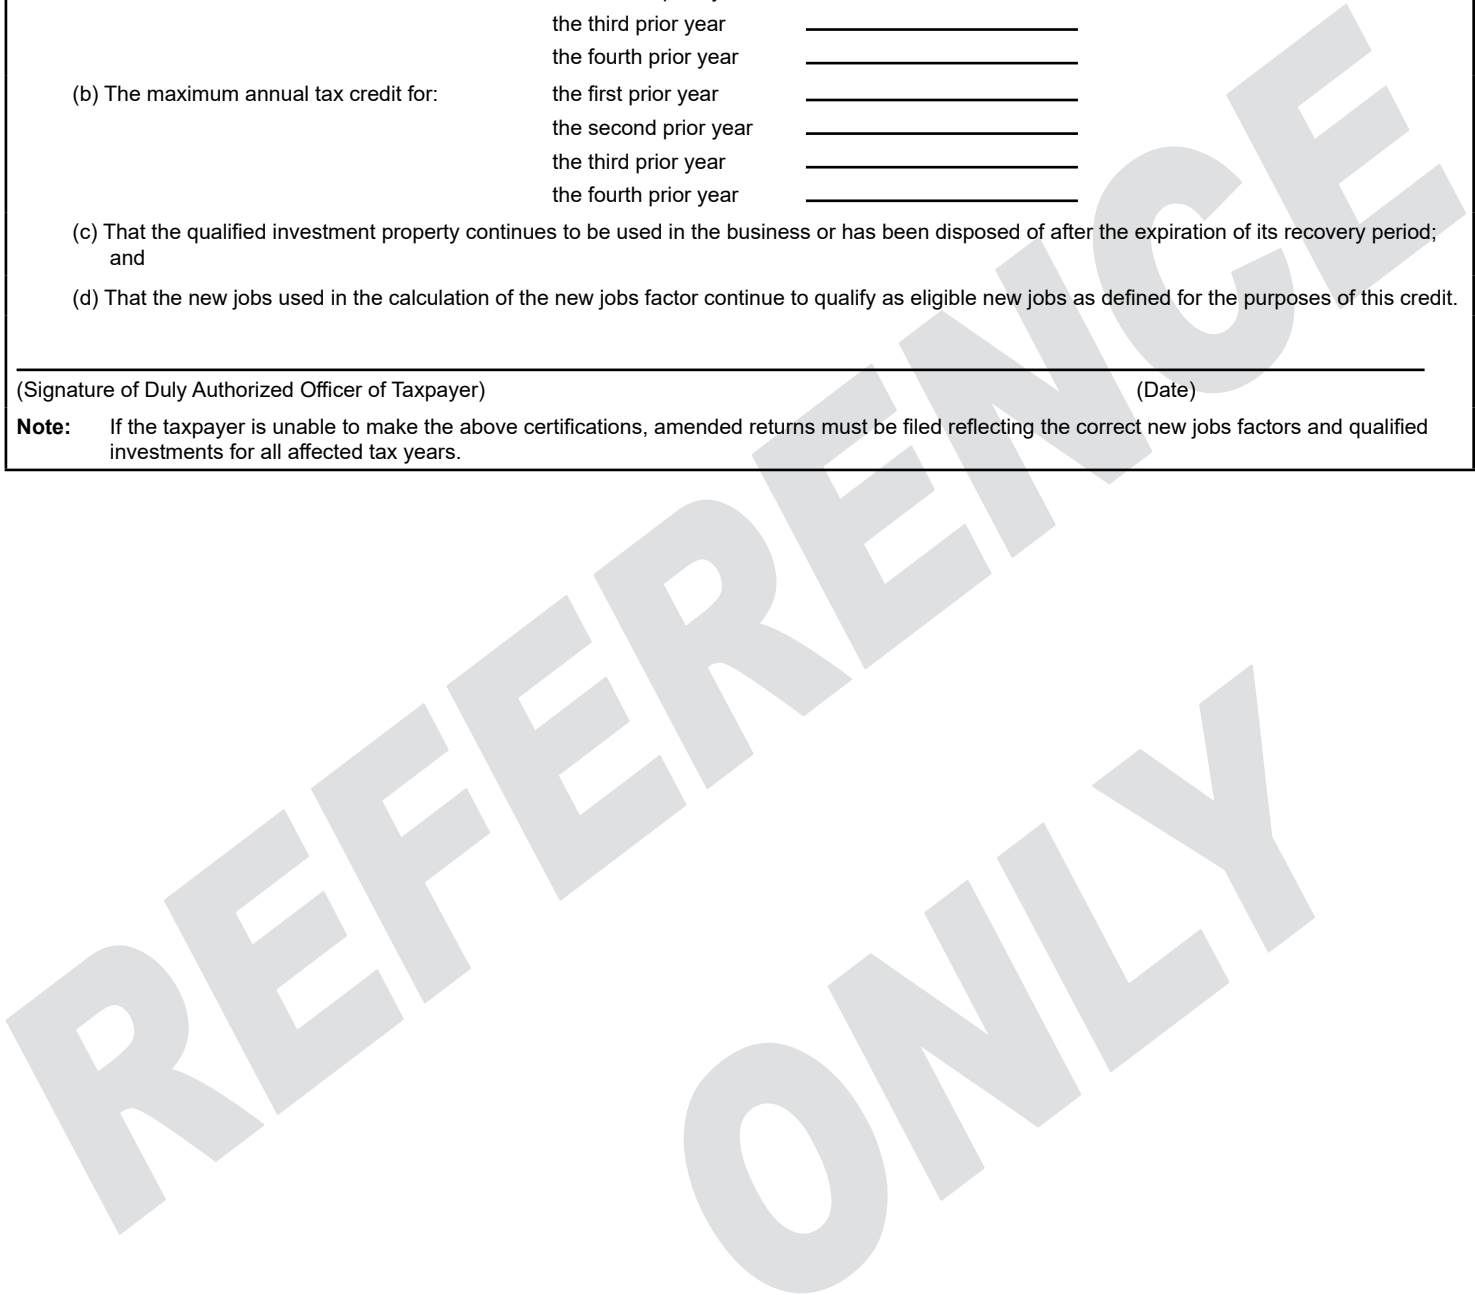 the third prior year
the fourth prior year
(b) The maximum annual tax credit for: the first prior year
the second prior year
the third prior year
the fourth prior year
(c) That the qualified investment property continues to be used in the business or has been disposed of after the expiration of its recovery period;
and
(d) That the new jobs used in the calculation of the new jobs factor continue to qualify as eligible new jobs as defined for the purposes of this credit.
(Signature of Duly Authorized Officer of Taxpayer) (Date)
Note: If the taxpayer is unable to make the above certifications, amended returns must be filed reflecting the correct new jobs factors and qualified
investments for all affected tax years.
REFERENCE
ONLY